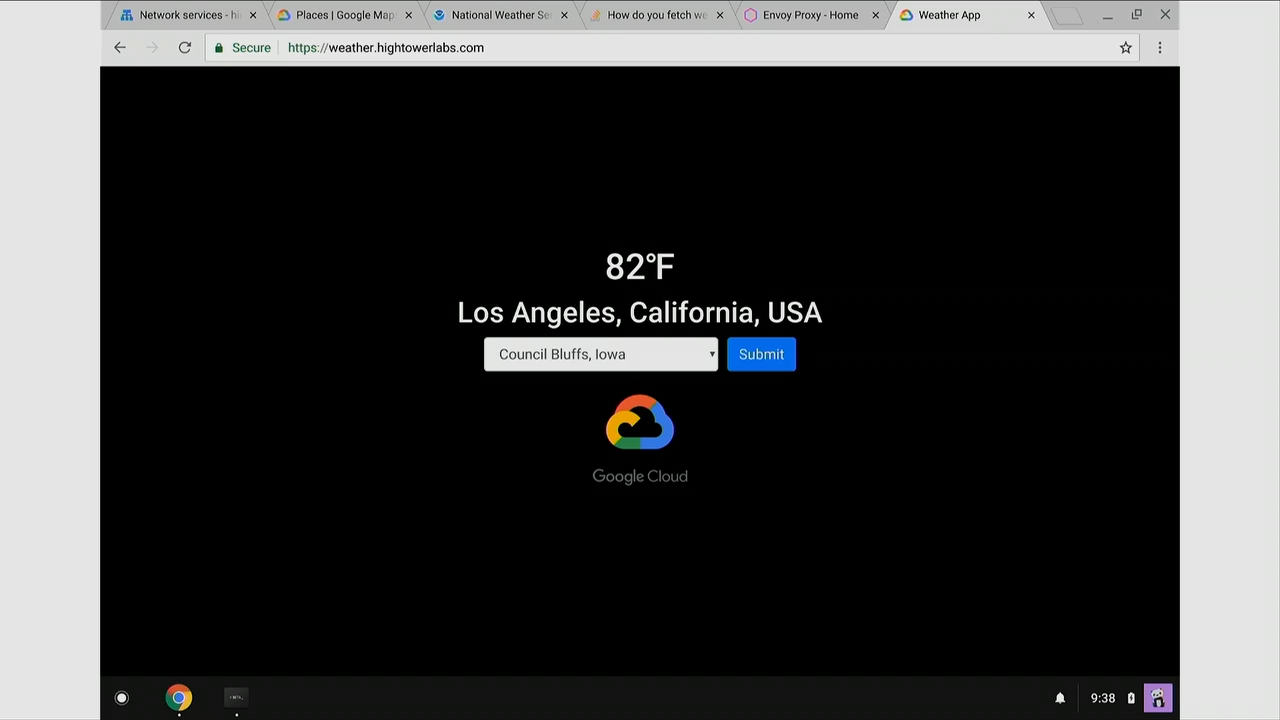 Network services - hi
Places | Google Map
National Weather Se
How do you fetch we
Envoy Proxy - Home
Weather App
Secure
https://weather.hightowerlabs.com
82°F
Los Angeles, California, USA
Council Bluffs, Iowa
Submit
Google Cloud
9:38